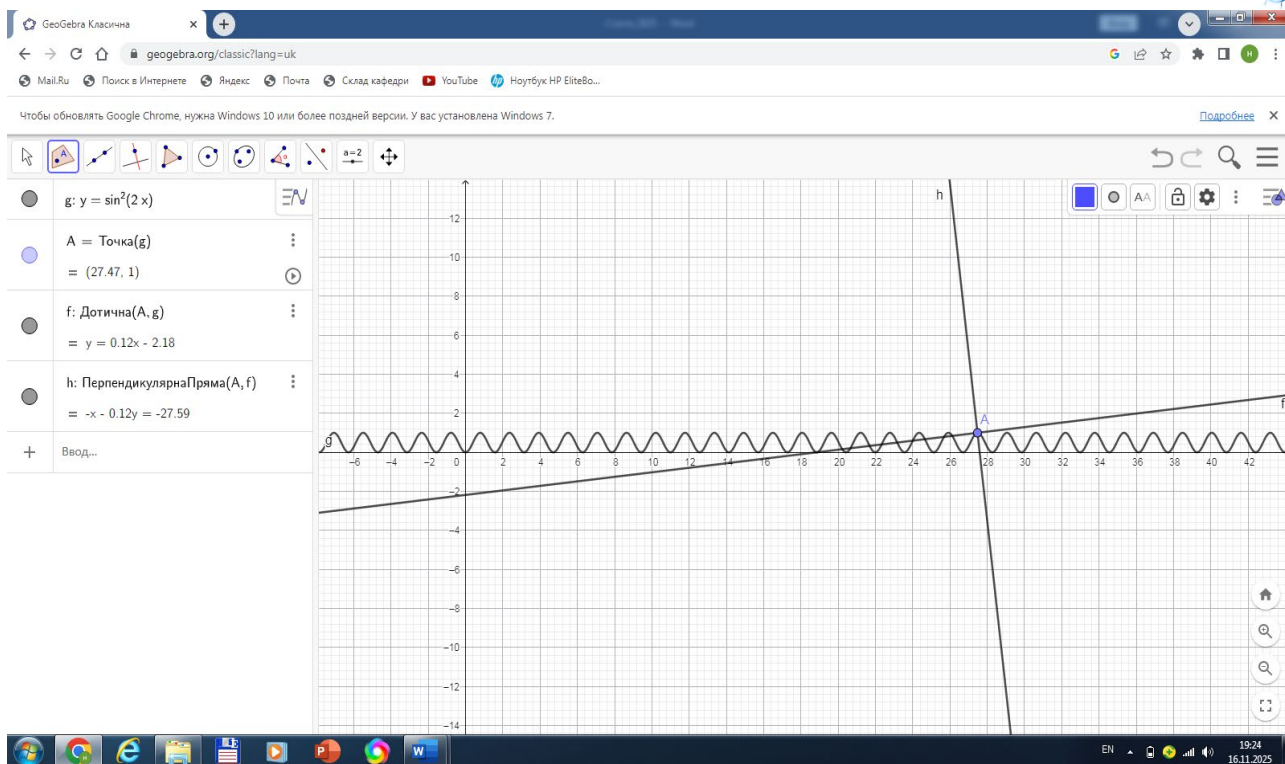 GeoGebra Класична
geogebra.org/classic?lang=uk
Mail.Ru Поиск в Интернете Яндекс Почта Склад кафедри YouTube Ноутбук HP EliteBo...
Чтобы обновлять Google Chrome, нужна Windows 10 или более поздней версии. У вас установлена Windows 7. Подробнее
a=2
g: y = sin²(2 x)
A = Точка(g)
= (27.47, 1)
f: Дотична(A, g)
= y = 0.12x - 2.18
h: ПерпендикулярнаПряма(A, f)
= -x - 0.12y = -27.59
Ввод...
h
AA
12
10
8
6
4
2
A
f
g
–6 –4 –2 0 2 4 6 8 10 12 14 16 18 20 22 24 26 28 30 32 34 36 38 40 42
–2
–4
–6
–8
–10
–12
–14
EN 19:24
16.11.2025